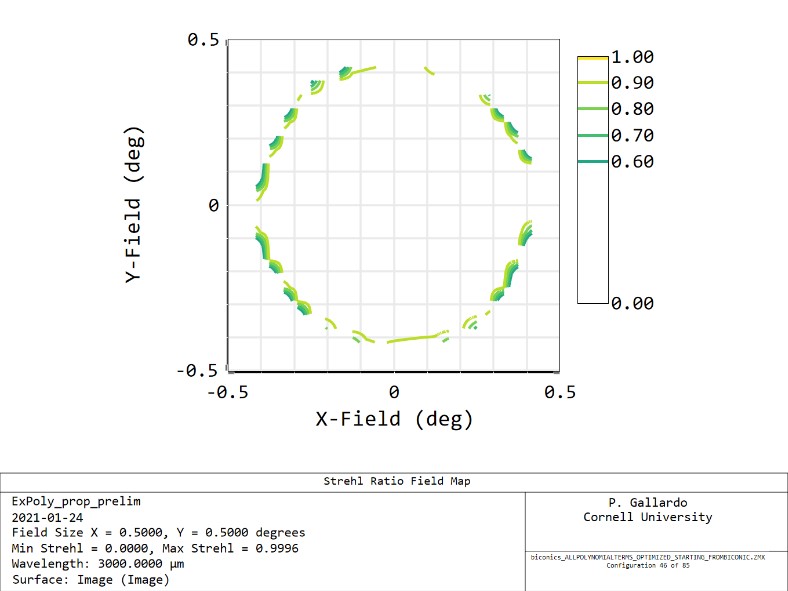 0.5
0
-0.5
-0.5
0
0.5
Y-Field (deg)
X-Field (deg)
1.00
0.90
0.80
0.70
0.60
0.00
Strehl Ratio Field Map
ExPoly_prop_prelim
2021-01-24
Field Size X = 0.5000, Y = 0.5000 degrees
Min Strehl = 0.0000, Max Strehl = 0.9996
Wavelength: 3000.0000 μm
Surface: Image (Image)
P. Gallardo
Cornell University
biconics_ALLPOLYNOMIALTERMS_OPTIMIZED_STARTING_FROMBICONIC.ZMX
Configuration 46 of 85